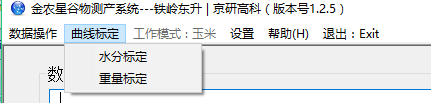 金农星谷物测产系统---铁岭东升 | 京研高科（版本号1.2.5）
数据操作 曲线标定 工作模式：玉米 设置 帮助(H) 退出：Exit
水分标定
重量标定
数